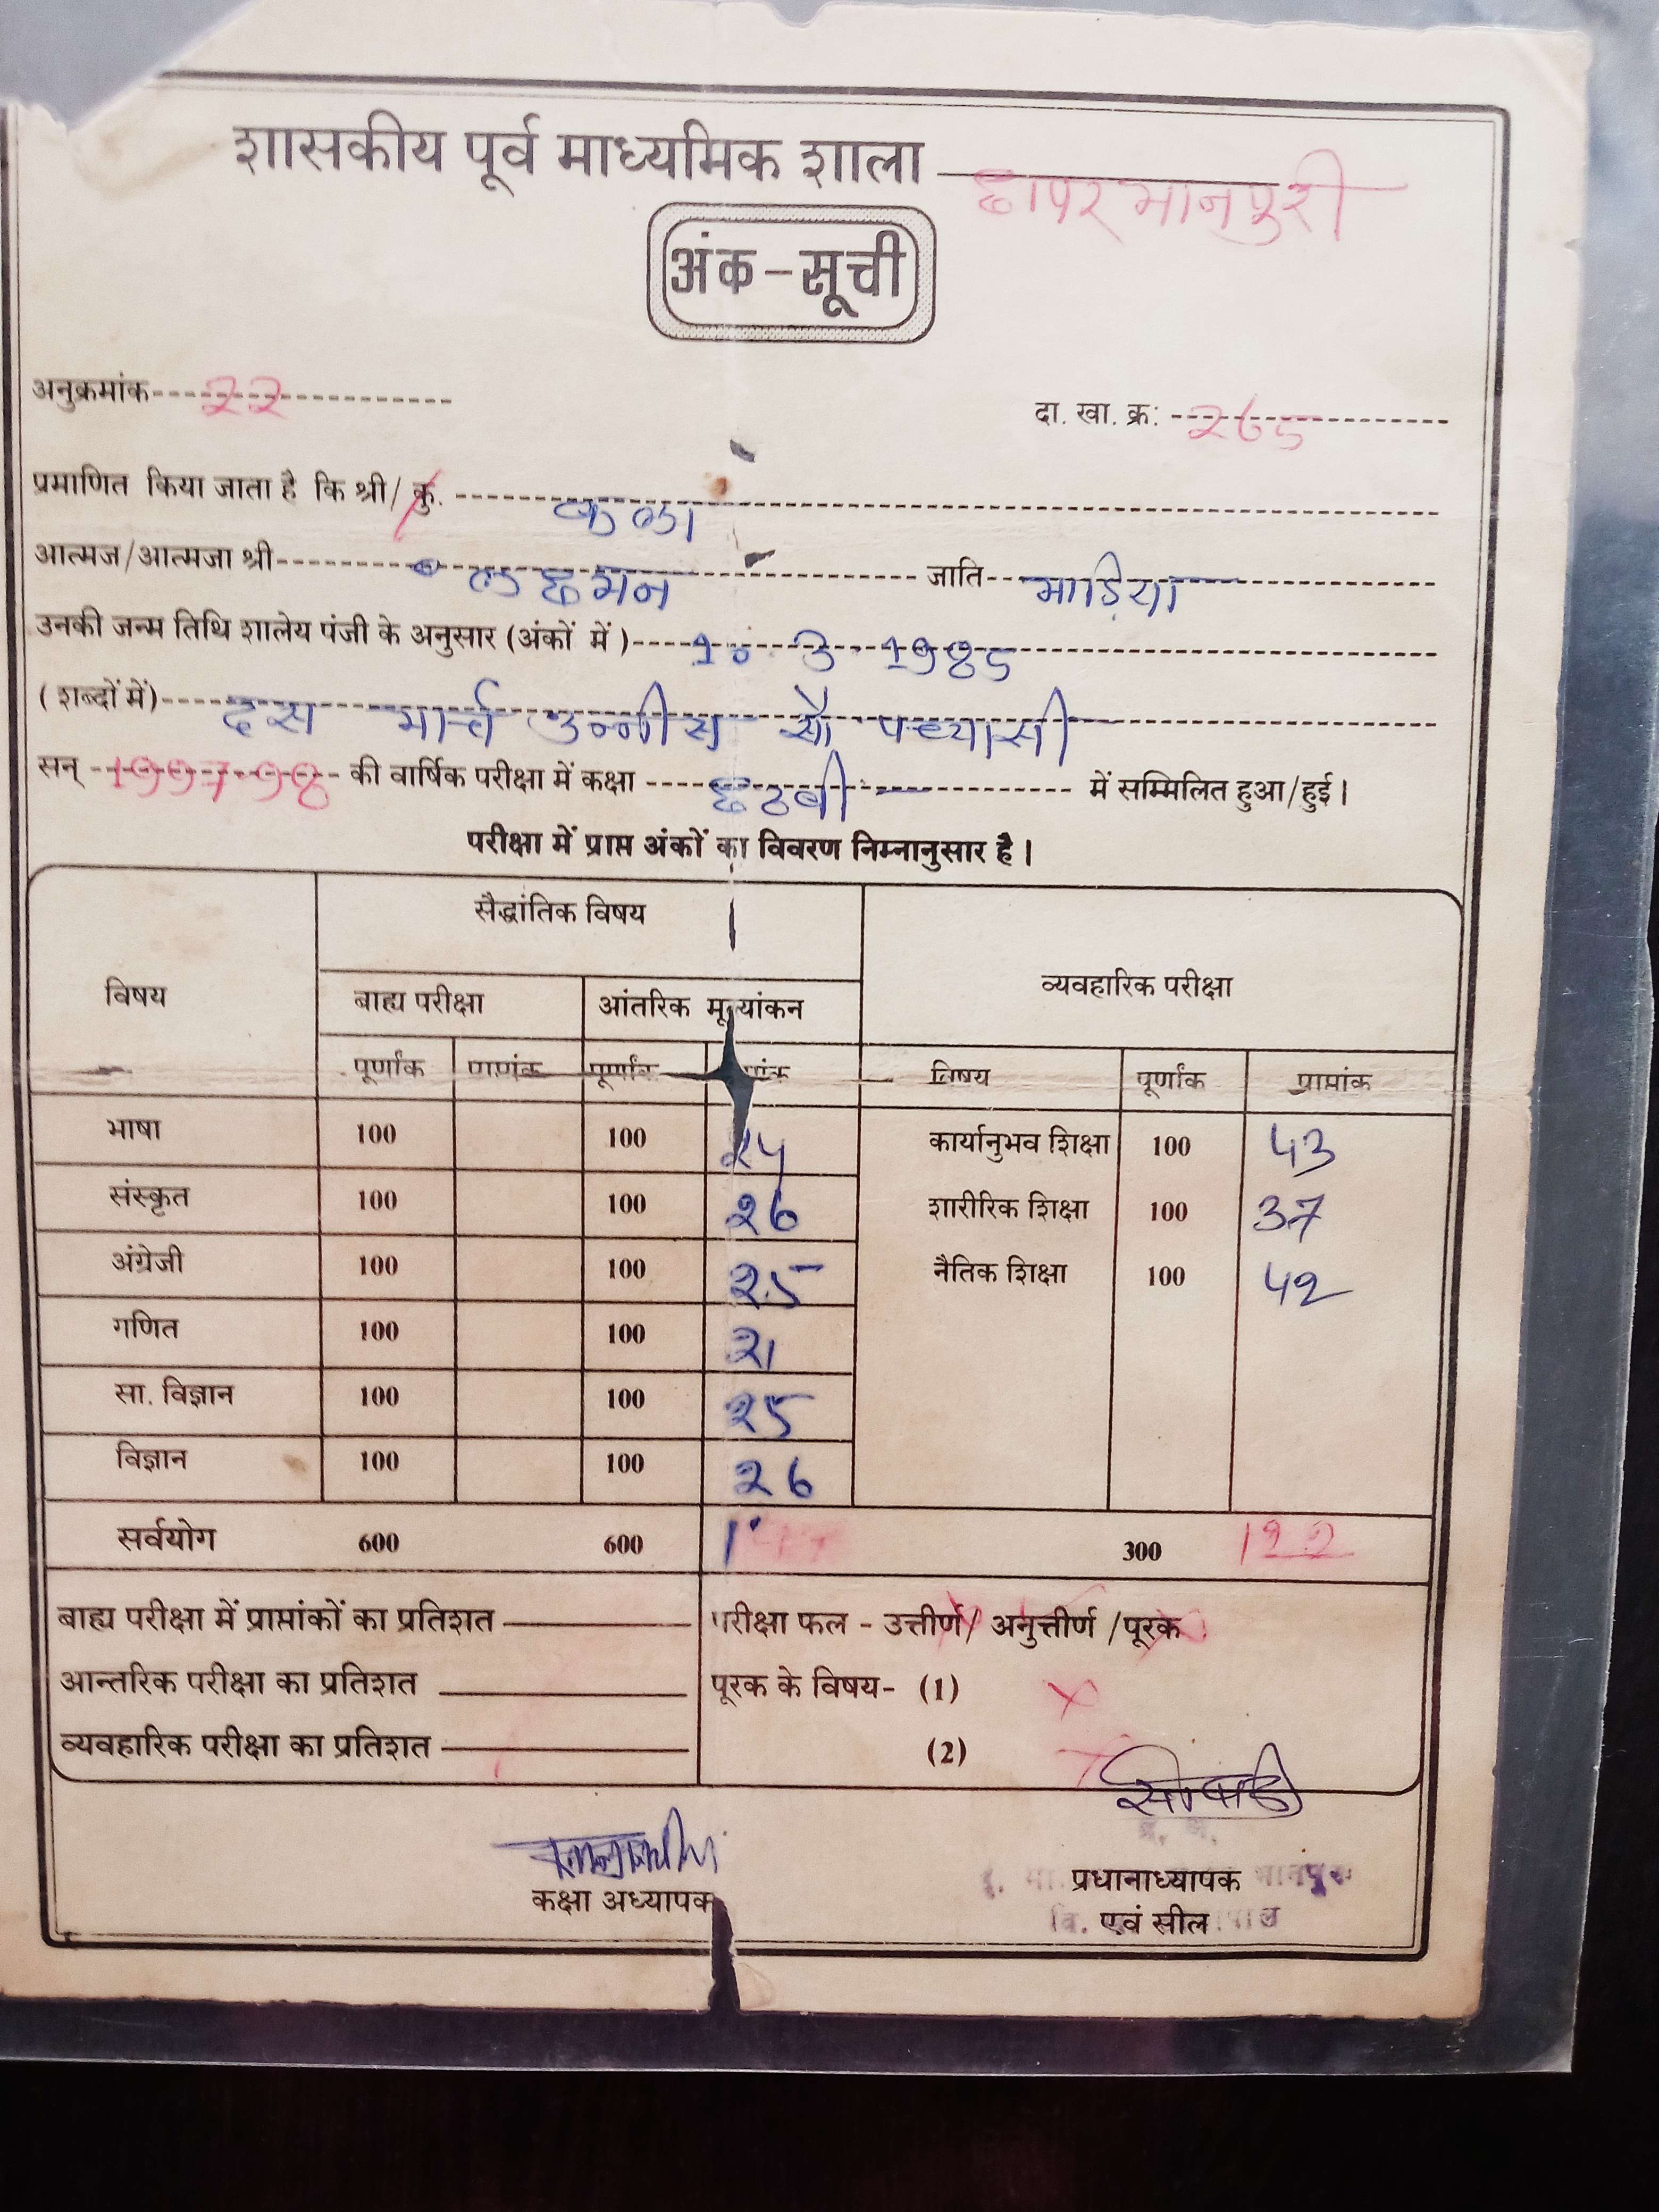 शासकीय पूर्व माध्यमिक शाला छापर भानपुरी
अंक-सूची
अनुक्रमांक 22
दा. खा. क्र: 265
प्रमाणित किया जाता है कि श्री/कु.
आत्मज/आत्मजा श्री लछमन जाति माडिया
उनकी जन्म तिथि शालेय पंजी के अनुसार (अंकों में) 10.3.1985
(शब्दों में) दस मार्च उन्नीस सौ पच्यासी
सन् 1997-98 की वार्षिक परीक्षा में कक्षा छठवी में सम्मिलित हुआ/हुई।
परीक्षा में प्राप्त अंकों का विवरण निम्नानुसार है।
विषय सैद्धांतिक विषय व्यवहारिक परीक्षा
बाह्य परीक्षा आंतरिक मूल्यांकन
पूर्णांक प्राप्तांक पूर्णांक प्राप्तांक विषय पूर्णांक प्राप्तांक
भाषा 100 100 24 कार्यानुभव शिक्षा 100 43
संस्कृत 100 100 26 शारीरिक शिक्षा 100 37
अंग्रेजी 100 100 25 नैतिक शिक्षा 100 42
गणित 100 100 21
सा. विज्ञान 100 100 25
विज्ञान 100 100 26
सर्वयोग 600 600 300 122
बाह्य परीक्षा में प्राप्तांकों का प्रतिशत परीक्षा फल - उत्तीर्ण/ अनुत्तीर्ण /पूरक
आन्तरिक परीक्षा का प्रतिशत पूरक के विषय- (1)
व्यवहारिक परीक्षा का प्रतिशत (2)
कक्षा अध्यापक
प्रधानाध्यापक
एवं सील